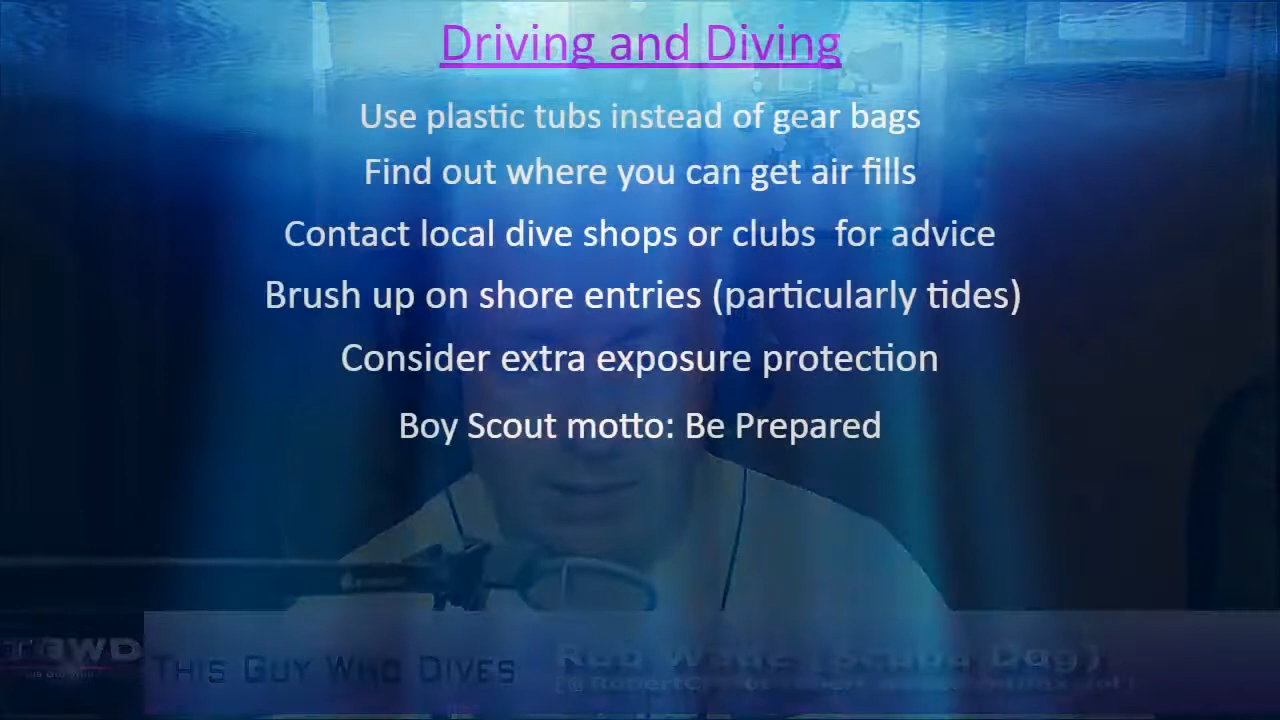 Driving and Diving
Use plastic tubs instead of gear bags
Find out where you can get air fills
Contact local dive shops or clubs for advice
Brush up on shore entries (particularly tides)
Consider extra exposure protection
Boy Scout motto: Be Prepared
TGWD
This Guy Who Dives